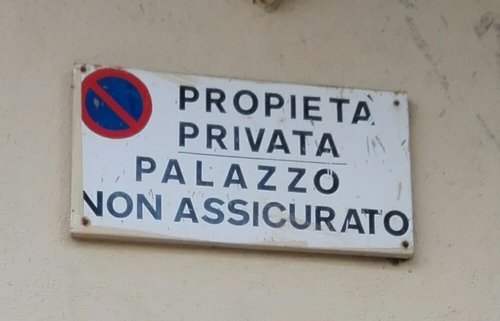 PROPIETA
PRIVATA
PALAZZO
NON ASSICURATO